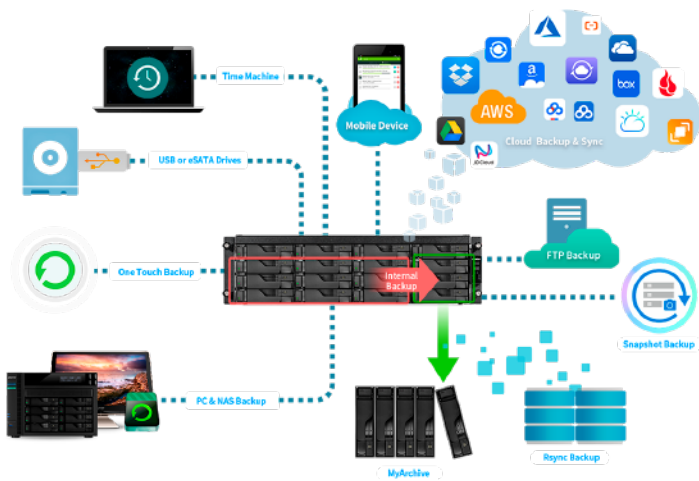 Time Machine
Mobile Device
AWS
box
a
Cloud Backup & Sync
JDCloud
USB or eSATA Drives
One Touch Backup
Internal
Backup
FTP Backup
Snapshot Backup
PC & NAS Backup
MyArchive
Rsync Backup